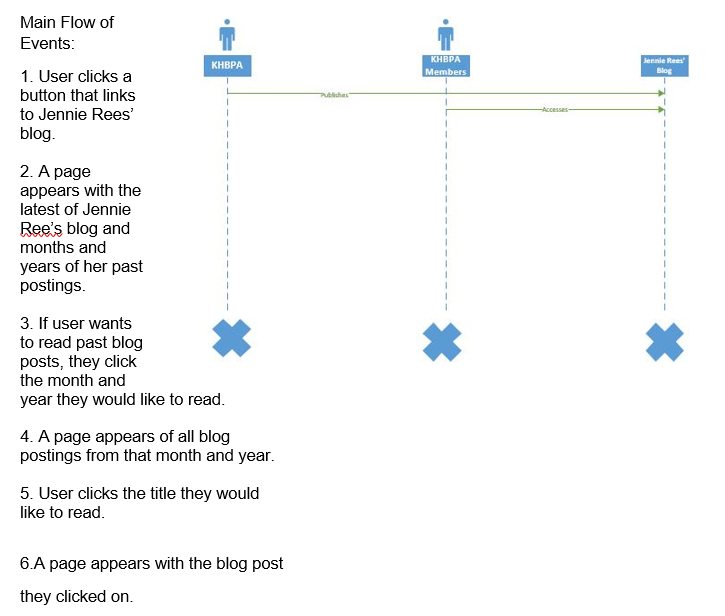 Main Flow of
Events:
1. User clicks a
button that links
to Jennie Rees’
blog.
2. A page
appears with the
latest of Jennie
Ree’s blog and
months and
years of her past
postings.
3. If user wants
to read past blog
posts, they click
the month and
year they would like to read.
4. A page appears of all blog
postings from that month and year.
5. User clicks the title they would
like to read.
6.A page appears with the blog post
they clicked on.
KHBPA
KHBPA
Members
Jennie Rees'
Blog
Publishes
Accesses